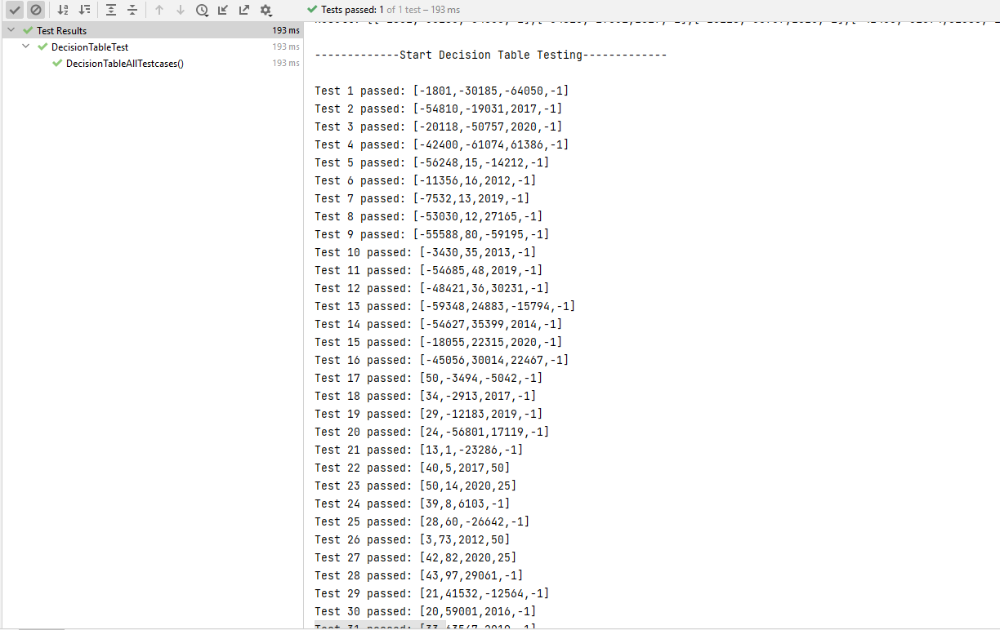 Tests passed: 1 of 1 test – 193 ms
Test Results 193 ms
DecisionTableTest 193 ms
DecisionTableAllTestcases() 193 ms
-------------Start Decision Table Testing-------------
Test 1 passed: [-1801,-30185,-64050,-1]
Test 2 passed: [-54810,-19031,2017,-1]
Test 3 passed: [-20118,-50757,2020,-1]
Test 4 passed: [-42400,-61074,61386,-1]
Test 5 passed: [-56248,15,-14212,-1]
Test 6 passed: [-11356,16,2012,-1]
Test 7 passed: [-7532,13,2019,-1]
Test 8 passed: [-53030,12,27165,-1]
Test 9 passed: [-55588,80,-59195,-1]
Test 10 passed: [-3430,35,2013,-1]
Test 11 passed: [-54685,48,2019,-1]
Test 12 passed: [-48421,36,30231,-1]
Test 13 passed: [-59348,24883,-15794,-1]
Test 14 passed: [-54627,35399,2014,-1]
Test 15 passed: [-18055,22315,2020,-1]
Test 16 passed: [-45056,30014,22467,-1]
Test 17 passed: [50,-3494,-5042,-1]
Test 18 passed: [34,-2913,2017,-1]
Test 19 passed: [29,-12183,2019,-1]
Test 20 passed: [24,-56801,17119,-1]
Test 21 passed: [13,1,-23286,-1]
Test 22 passed: [40,5,2017,50]
Test 23 passed: [50,14,2020,25]
Test 24 passed: [39,8,6103,-1]
Test 25 passed: [28,60,-26642,-1]
Test 26 passed: [3,73,2012,50]
Test 27 passed: [42,82,2020,25]
Test 28 passed: [43,97,29061,-1]
Test 29 passed: [21,41532,-12564,-1]
Test 30 passed: [20,59001,2016,-1]
Test 31 passed: